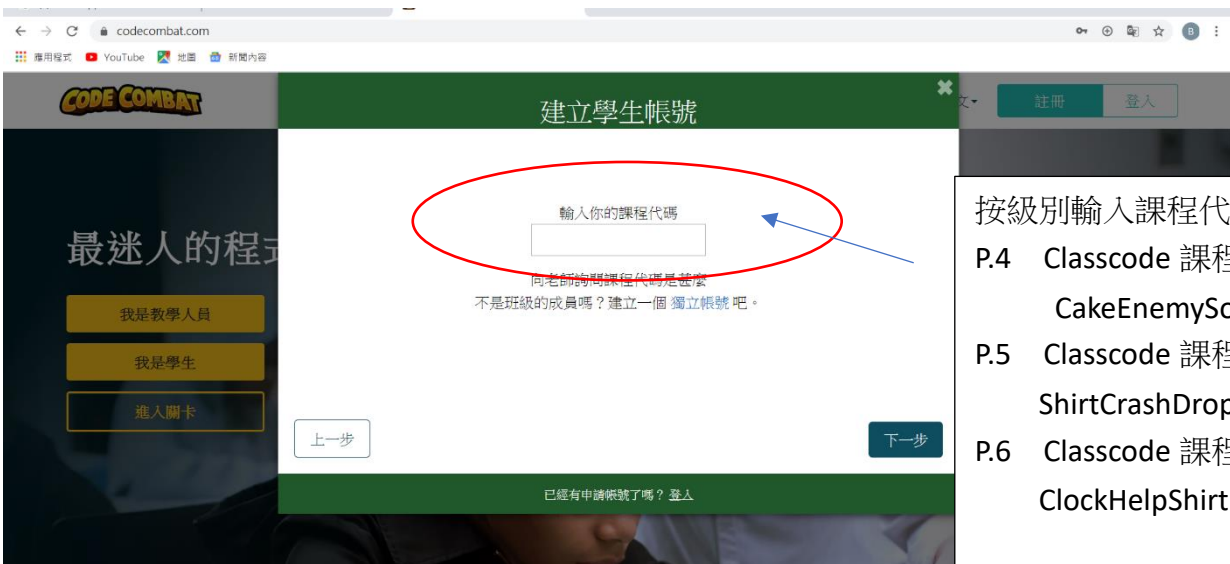 codecombat.com
B
應用程式 YouTube 地圖 新聞內容
CODE COMBAT
建立學生帳號
文
註冊 登入
輸入你的課程代碼
向老師詢問課程代碼是甚麼
不是班級的成員嗎？建立一個 獨立帳號 吧。
最迷人的程式
我是教學人員
我是學生
進入關卡
上一步
下一步
已經有申請帳號了嗎？ 登入
按級別輸入課程代
P.4 Classcode 課程
CakeEnemySc
P.5 Classcode 課程
ShirtCrashDrop
P.6 Classcode 課程
ClockHelpShirt